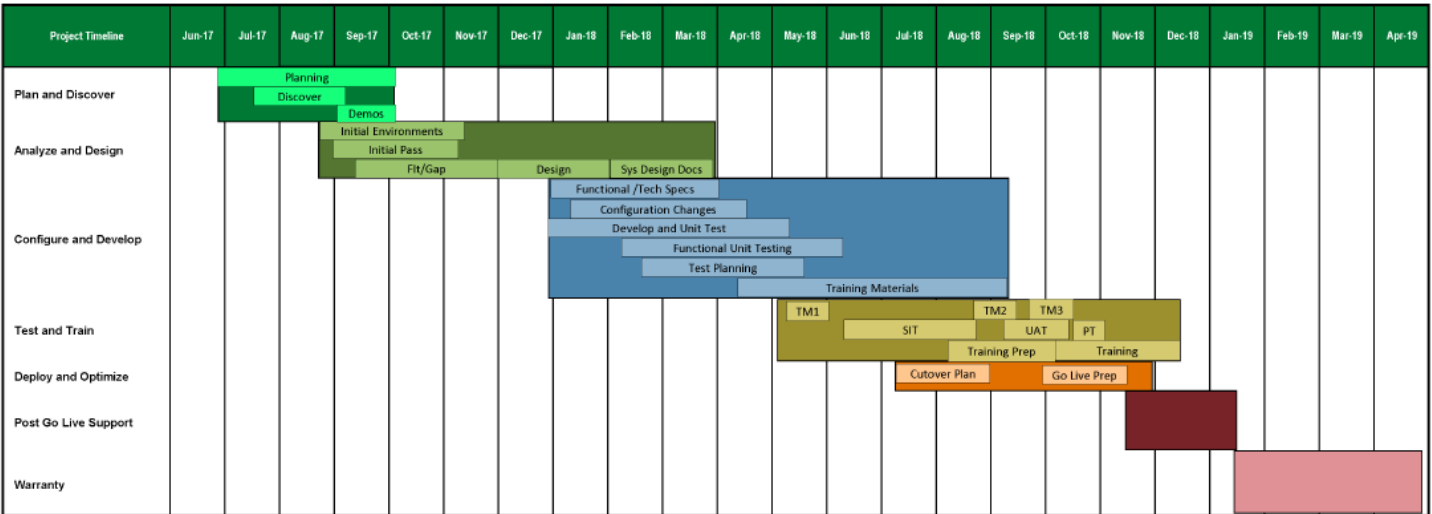 Project Timeline Jun-17 Jul-17 Aug-17 Sep-17 Oct-17 Nov-17 Dec-17 Jan-18 Feb-18 Mar-18 Apr-18 May-18 Jun-18 Jul-18 Aug-18 Sep-18 Oct-18 Nov-18 Dec-18 Jan-19 Feb-19 Mar-19 Apr-19
Planning
Plan and Discover Discover
Demos
Initial Environments
Analyze and Design Initial Pass
Fit/Gap Design Sys Design Docs
Functional /Tech Specs
Configuration Changes
Develop and Unit Test
Configure and Develop Functional Unit Testing
Test Planning
Training Materials
TM1 TM2 TM3
Test and Train SIT UAT PT
Training Prep Training
Deploy and Optimize Cutover Plan Go Live Prep
Post Go Live Support
Warranty